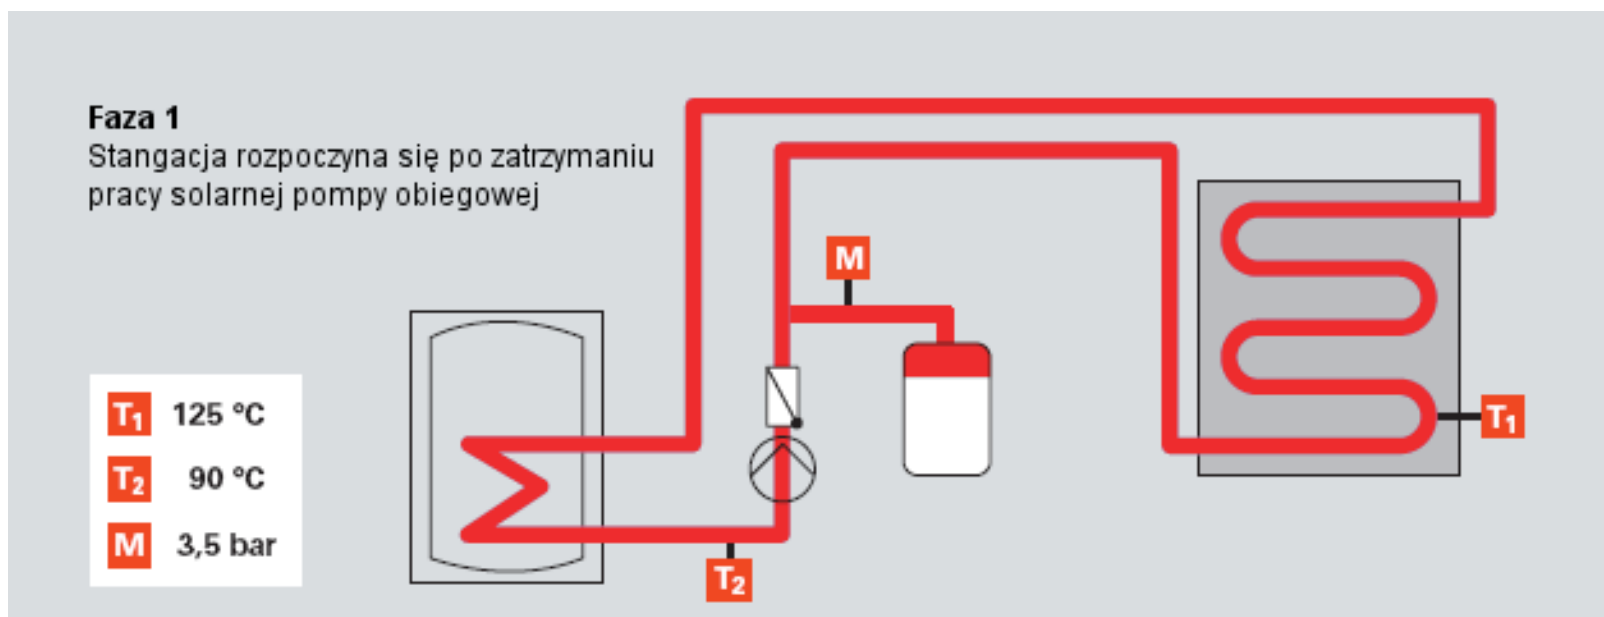 Faza 1
Stangacja rozpoczyna się po zatrzymaniu
pracy solarnej pompy obiegowej
M
T1 125 °C
T2 90 °C
M 3,5 bar
T1
T2